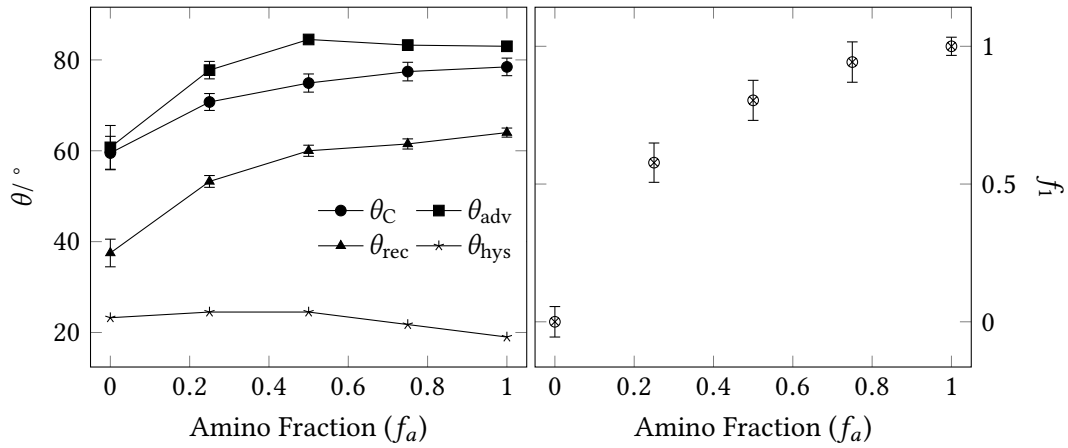 80
60
40
20
θ/ °
θC θadv
θrec θhys
0 0.2 0.4 0.6 0.8 1
Amino Fraction (fa)
1
0.5
0
f1
0 0.2 0.4 0.6 0.8 1
Amino Fraction (fa)